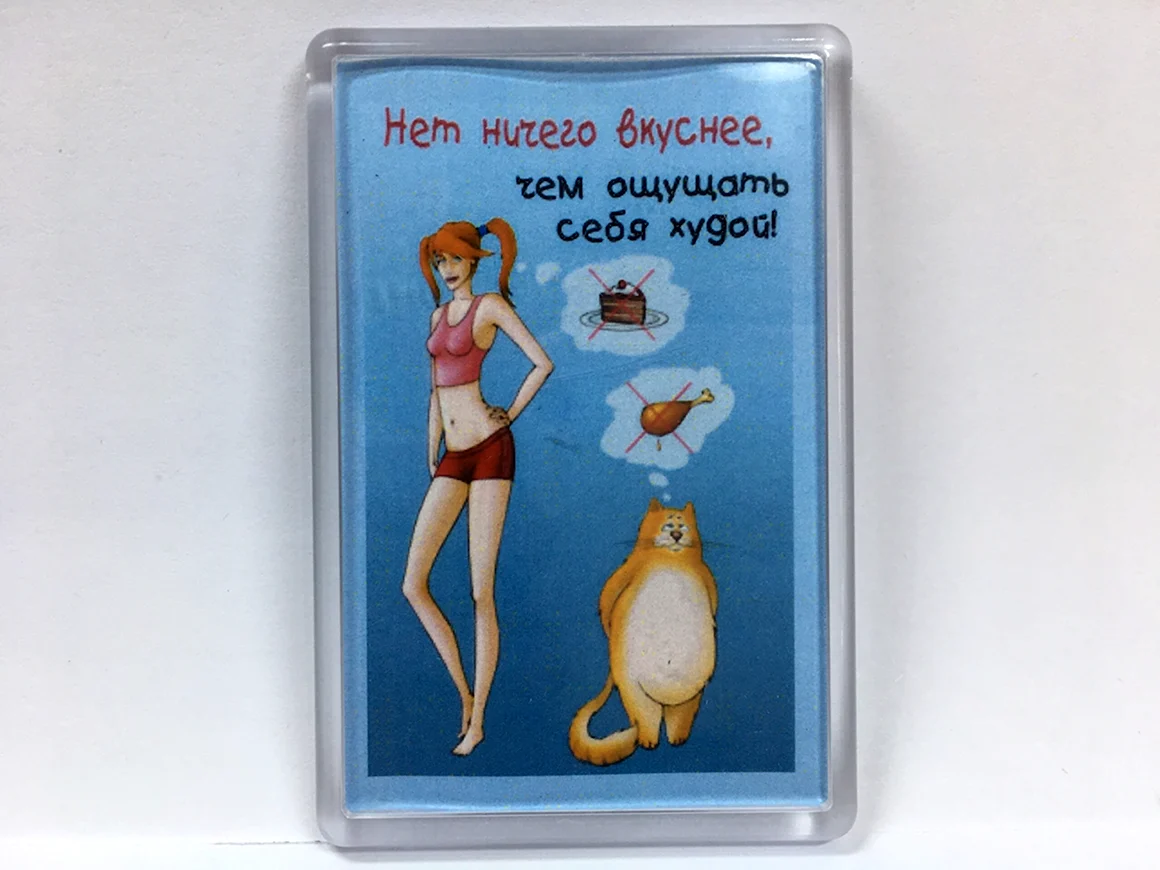 Нет ничего вкуснее,
чем ощущать
себя худой!